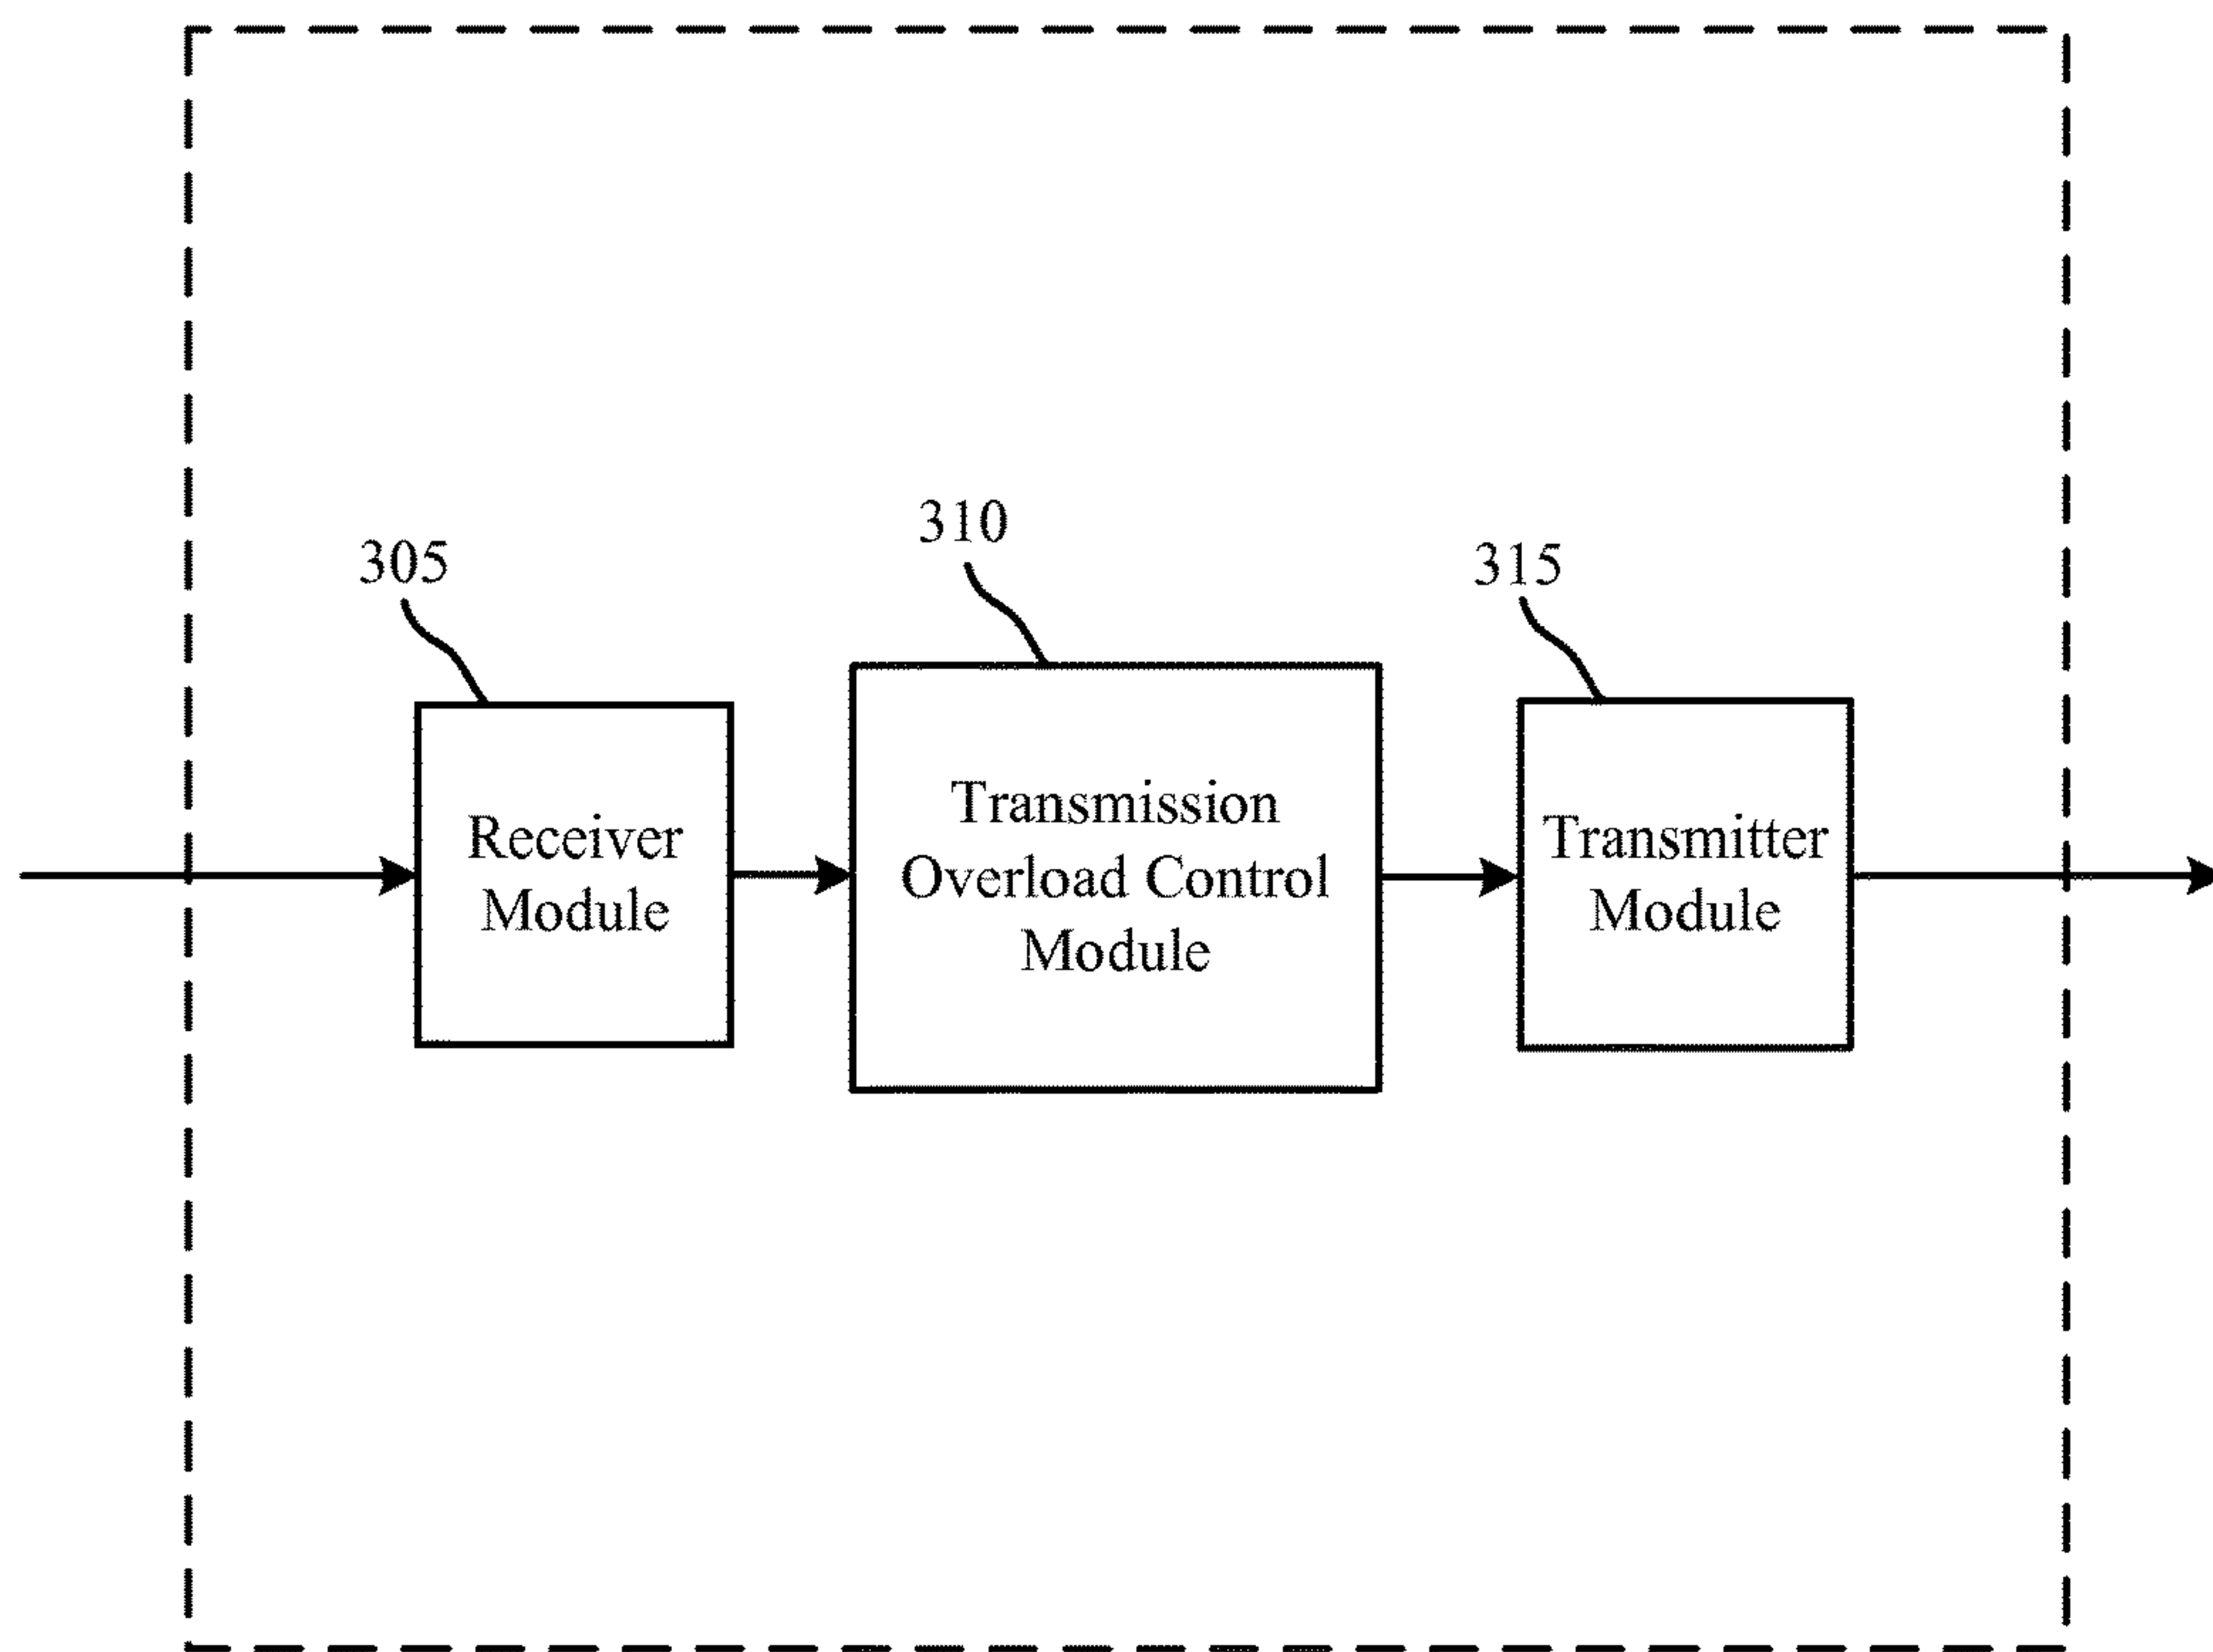 310
305
315
Receiver
Module
Transmission
Overload Control
Module
Transmitter
Module